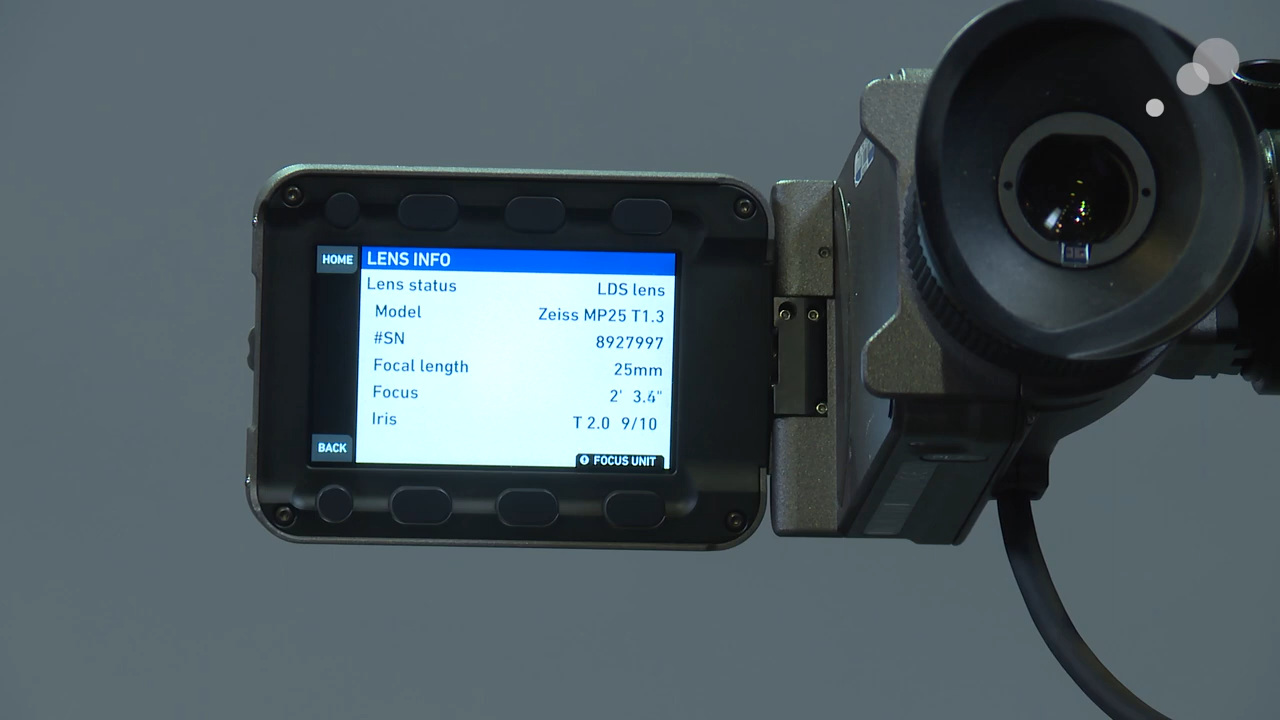 HOME LENS INFO
Lens status LDS lens
Model Zeiss MP25 T1.3
#SN 8927997
Focal length 25mm
Focus 2' 3.4"
Iris T 2.0 9/10
BACK
FOCUS UNIT